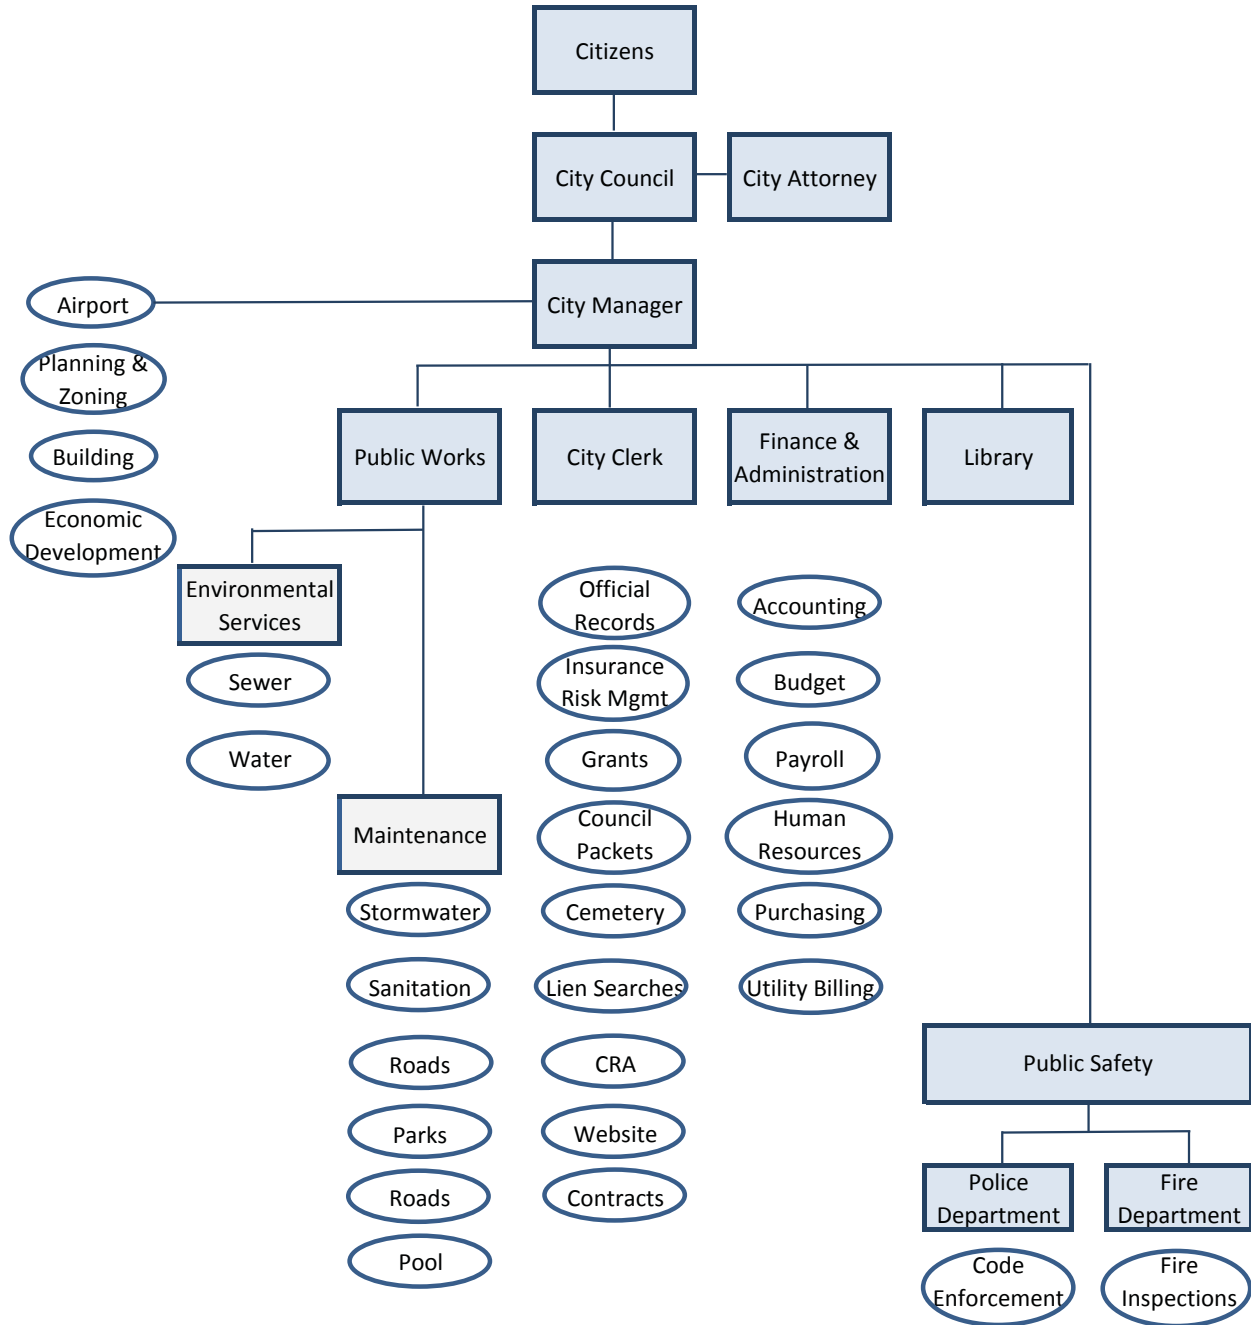 Citizens
City Council
City Attorney
City Manager
Airport
Planning &
Zoning
Building
Economic
Development
Public Works
City Clerk
Finance &
Administration
Library
Environmental
Services
Sewer
Water
Maintenance
Stormwater
Sanitation
Roads
Parks
Roads
Pool
Official
Records
Insurance
Risk Mgmt
Grants
Council
Packets
Cemetery
Lien Searches
CRA
Website
Contracts
Accounting
Budget
Payroll
Human
Resources
Purchasing
Utility Billing
Public Safety
Police
Department
Code
Enforcement
Fire
Department
Fire
Inspections